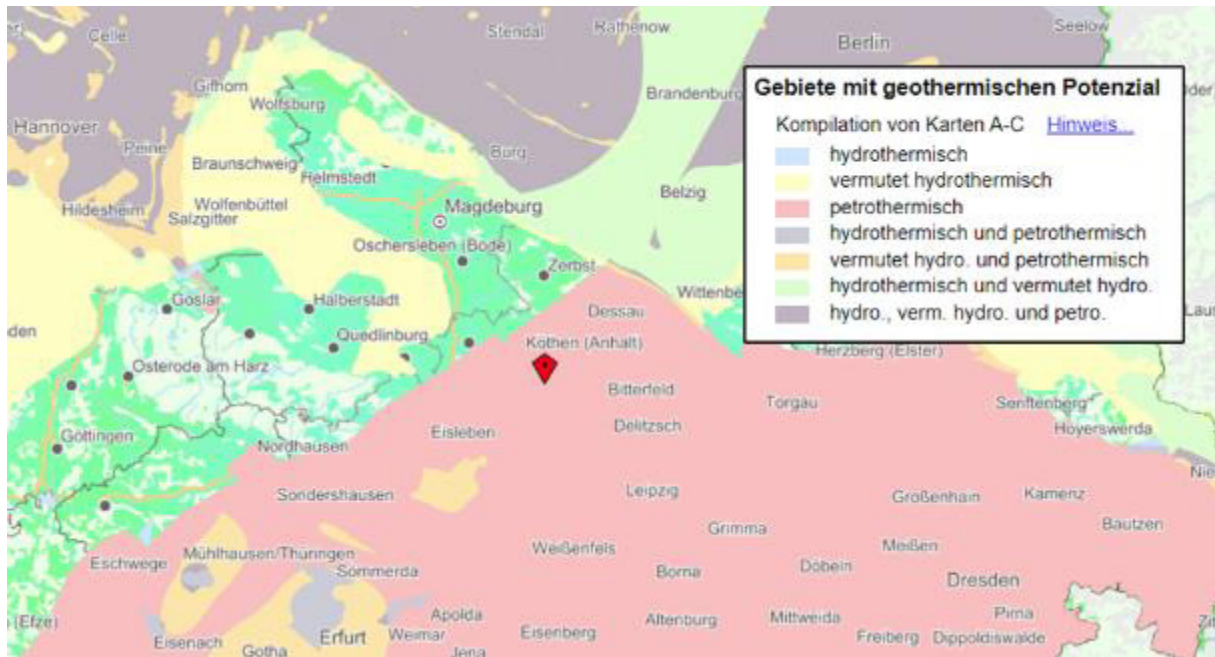 Celle
Stendal
Rathenow
Seelow
Berlin
Gifhorn
Wolfsburg
Brandenburg
Hannover
Peine
Braunschweig
Burg
Helmstedt
Belzig
Hildesheim
Wolfenbüttel
Salzgitter
Magdeburg
Oschersleben (Bode)
Zerbst
Goslar
Halberstadt
Dessau
Wittenbe
Quedlinburg
Kothen (Anhalt)
Herzberg (Elster)
Osterode am Harz
Bitterfeld
Torgau
Senftenberg
Göttingen
Eisleben
Delitzsch
Hoyerswerda
Nordhausen
Nie
Sondershausen
Leipzig
Großenhain
Kamenz
Grimma
Bautzen
Eschwege
Mühlhausen/Thüringen
Weißenfels
Meißen
Sommerda
Borna
Döbeln
Dresden
Apolda
Altenburg
Mittweida
Pirna
(Efze)
Eisenach
Erfurt
Weimar
Eisenberg
Freiberg
Dippoldiswalde
Gotha
Jena
Gebiete mit geothermischen Potenzial
Kompilation von Karten A-C Hinweis...
hydrothermisch
vermutet hydrothermisch
petrothermisch
hydrothermisch und petrothermisch
vermutet hydro. und petrothermisch
hydrothermisch und vermutet hydro.
hydro., verm. hydro. und petro.